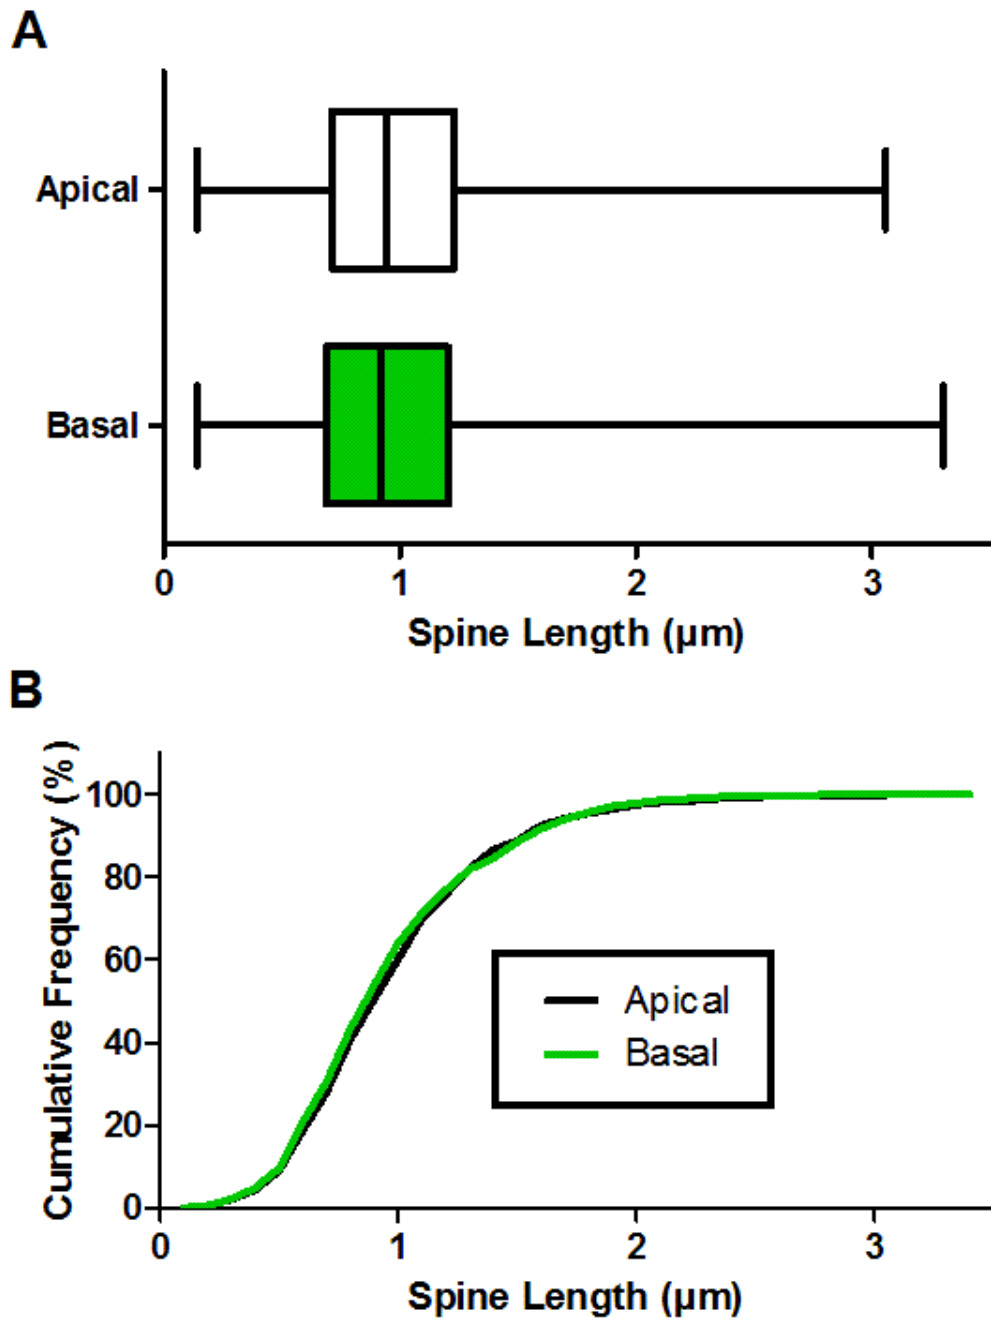 A
Apical
Basal
0 1 2 3
Spine Length (µm)
B
Cumulative Frequency (%)
100
80
60
40
20
0
Apical
Basal
0 1 2 3
Spine Length (µm)